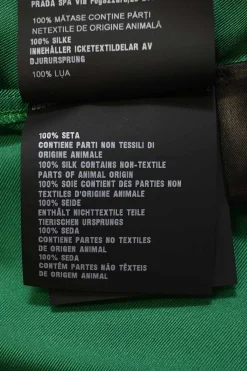 PRADA SPA VIA
100% MĂTASE CONȚINE PĂRȚI
NETEXTILE DE ORIGINE ANIMALE
100% SILKE
INNEHÅLLER ICKETEXTILDELAR AV
DJURURSPRUNG
100% LUA
100% SETA
CONTIENE PARTI NON TESSILI DI
ORIGINE ANIMALE
100% SILK CONTAINS NON-TEXTILE
PARTS OF ANIMAL ORIGIN
100% SOIE CONTIENT DES PARTIES NON
TEXTILES D'ORIGINE ANIMALE
100% SEIDE
ENTHÄLT NICHTTEXTILE TEILE
TIERISCHEN URSPRUNGS
100% SEDA
CONTIENE PARTES NO TEXTILES
DE ORIGEN ANIMAL
100% SEDA
CONTÉM PARTES NÃO TÊXTEIS
DE ORIGEM ANIMAL